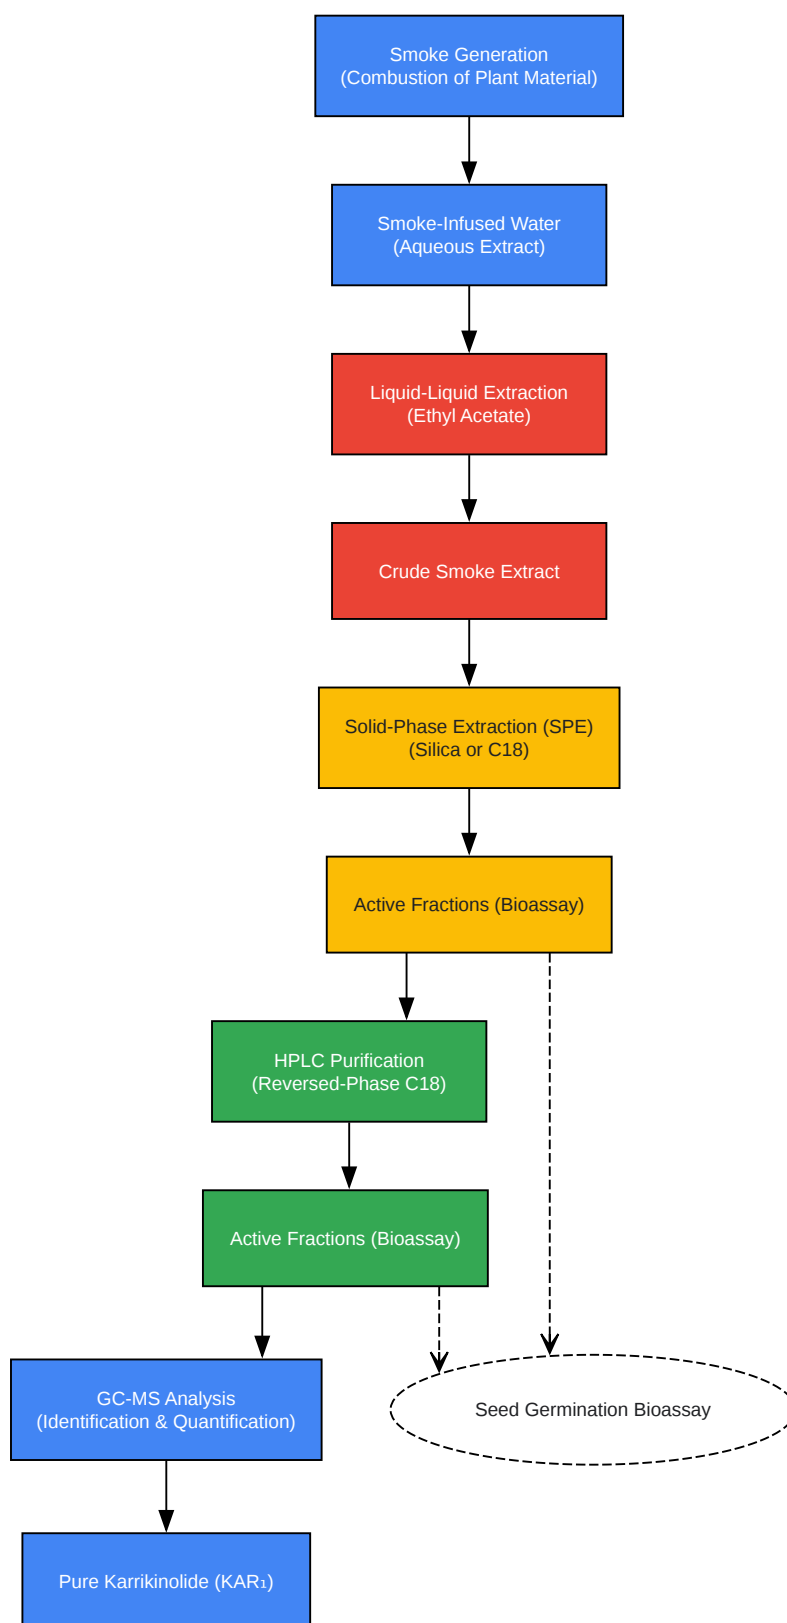 Smoke Generation
(Combustion of Plant Material)
Smoke-Infused Water
(Aqueous Extract)
Liquid-Liquid Extraction
(Ethyl Acetate)
Crude Smoke Extract
Solid-Phase Extraction (SPE)
(Silica or C18)
Active Fractions (Bioassay)
HPLC Purification
(Reversed-Phase C18)
Active Fractions (Bioassay)
GC-MS Analysis
(Identification & Quantification)
Seed Germination Bioassay
Pure Karrikinolide (KAR₁)